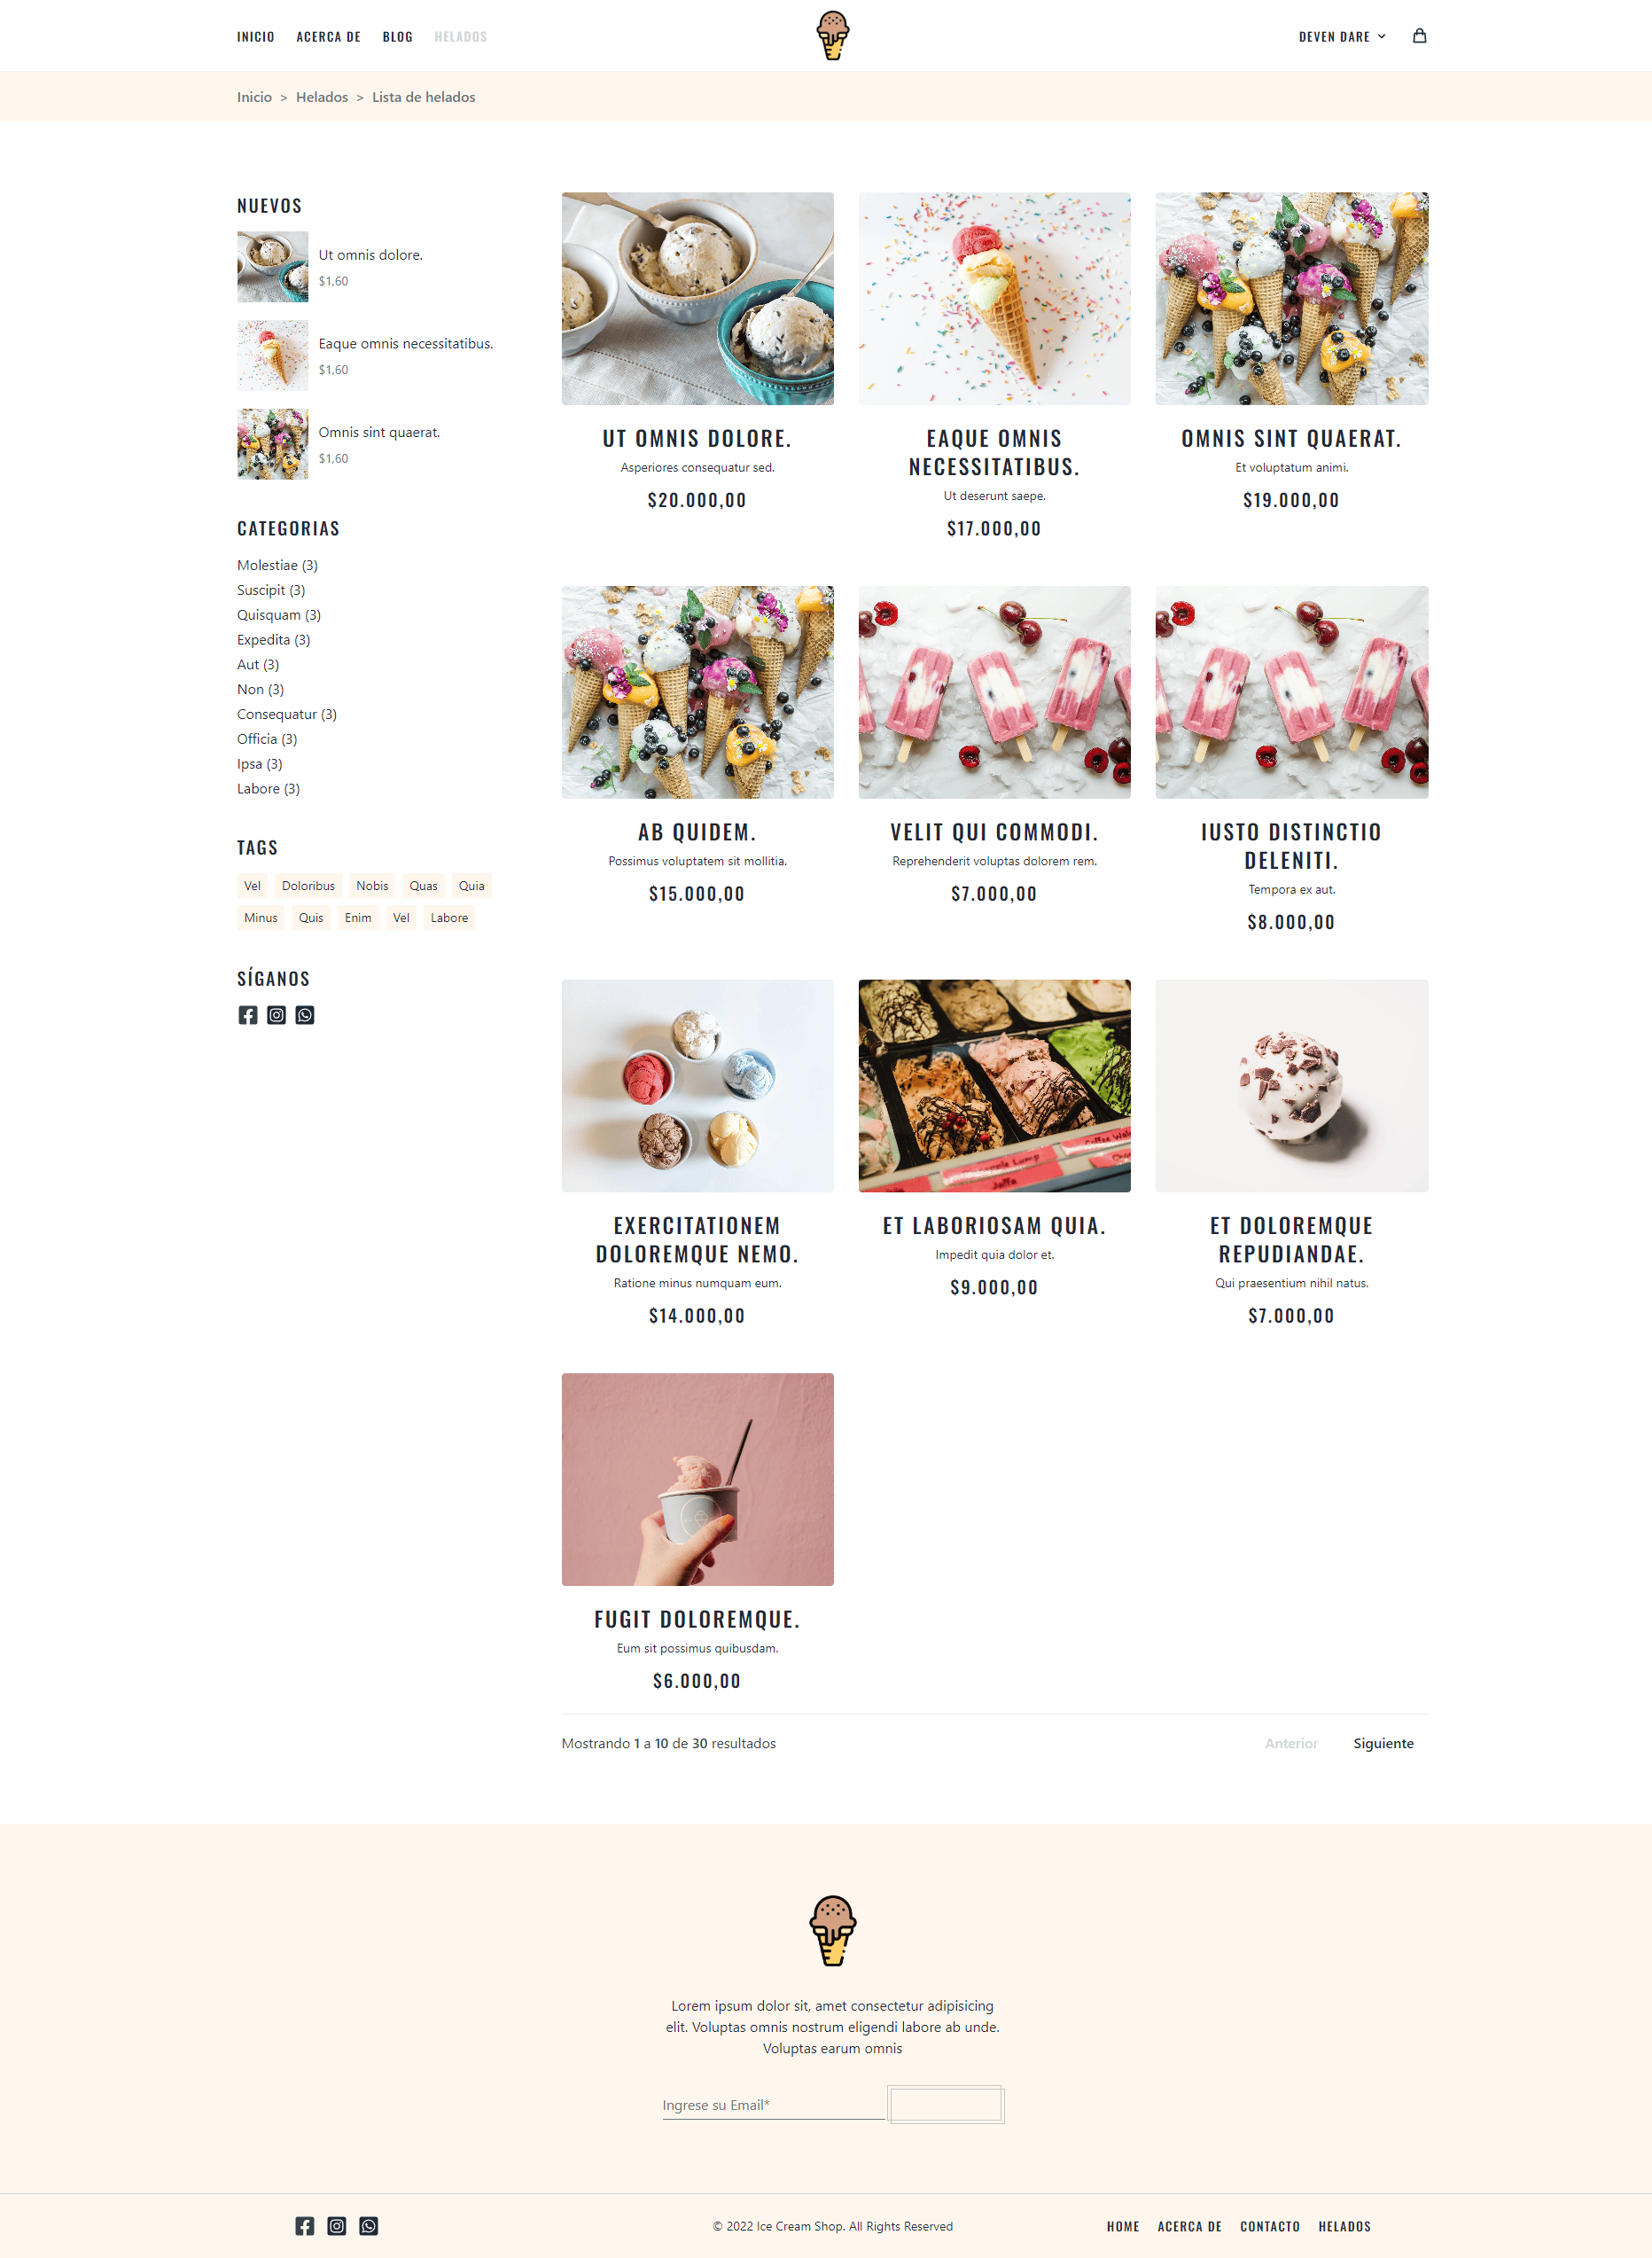 INICIO ACERCA DE BLOG HELADOS DEVEN DARE
Inicio > Helados > Lista de helados
NUEVOS
Ut omnis dolore.
$1,60
Eaque omnis necessitatibus.
$1,60
Omnis sint quaerat.
$1,60
CATEGORIAS
Molestiae (3)
Suscipit (3)
Quisquam (3)
Expedita (3)
Aut (3)
Non (3)
Consequatur (3)
Officia (3)
Ipsa (3)
Labore (3)
TAGS
Vel Doloribus Nobis Quas Quia
Minus Quis Enim Vel Labore
SÍGANOS
UT OMNIS DOLORE.
Asperiores consequatur sed.
$20.000,00
EAQUE OMNIS
NECESSITATIBUS.
Ut deserunt saepe.
$17.000,00
OMNIS SINT QUAERAT.
Et voluptatum animi.
$19.000,00
AB QUIDEM.
Possimus voluptatem sit mollitia.
$15.000,00
VELIT QUI COMMODI.
Reprehenderit voluptas dolorem rem.
$7.000,00
IUSTO DISTINCTIO
DELENITI.
Tempora ex aut.
$8.000,00
EXERCITATIONEM
DOLOREMQUE NEMO.
Ratione minus numquam eum.
$14.000,00
Coffee
Jaffa
ET LABORIOSAM QUIA.
Impedit quia dolor et.
$9.000,00
ET DOLOREMQUE
REPUDIANDAE.
Qui praesentium nihil natus.
$7.000,00
FUGIT DOLOREMQUE.
Eum sit possimus quibusdam.
$6.000,00
Mostrando 1 a 10 de 30 resultados Anterior Siguiente
Lorem ipsum dolor sit, amet consectetur adipisicing
elit. Voluptas omnis nostrum eligendi labore ab unde.
Voluptas earum omnis
Ingrese su Email*
© 2022 Ice Cream Shop. All Rights Reserved
HOME ACERCA DE CONTACTO HELADOS